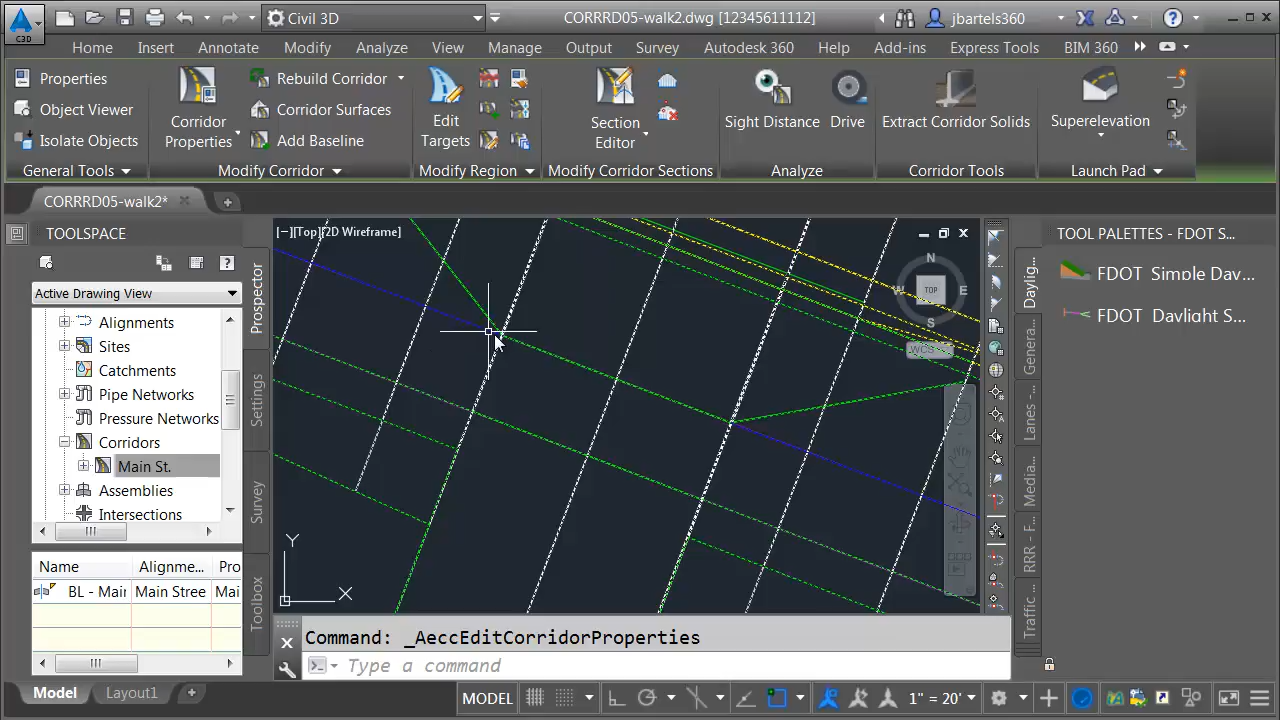 Civil 3D
CORRRD05-walk2.dwg [12345611112]
jbartels360
C3D
Home Insert Annotate Modify Analyze View Manage Output Survey Autodesk 360 Help Add-ins Express Tools BIM 360
Properties
Object Viewer
Isolate Objects
General Tools
Corridor
Properties
Rebuild Corridor
Corridor Surfaces
Add Baseline
Modify Corridor
Edit
Targets
Modify Region
Section
Editor
Modify Corridor Sections
Sight Distance
Drive
Analyze
Extract Corridor Solids
Corridor Tools
Superelevation
Launch Pad
CORRRD05-walk2*
TOOLSPACE
Active Drawing View
Alignments
Sites
Catchments
Pipe Networks
Pressure Networks
Corridors
Main St.
Assemblies
Intersections
Name Alignme... Pro
BL - Main Main Stree Mai
Prospector
Settings
Survey
Toolbox
[−][Top][2D Wireframe]
N
W TOP E
S
WCS
Y
X
TOOL PALETTES - FDOT S...
FDOT Simple Day...
FDOT Daylight S...
Dayli...
Genera...
Lanes -...
Media...
RRR - F...
Traffic...
Command: _AeccEditCorridorProperties
Type a command
Model Layout1
MODEL
1" = 20'